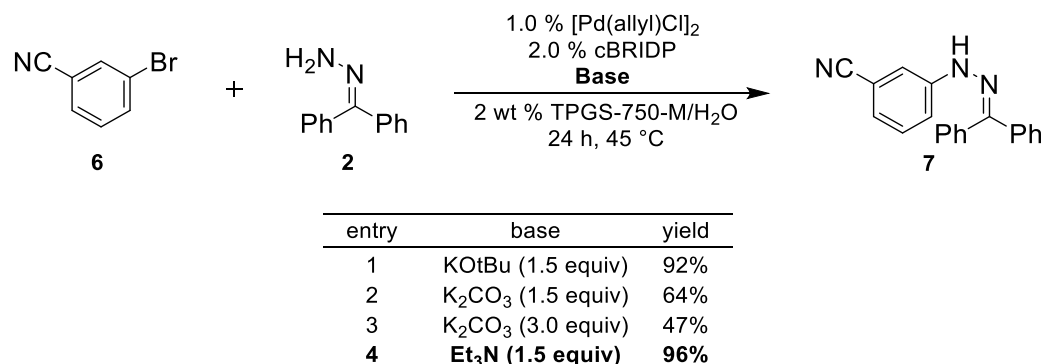 NC
Br
6
+
H₂N
N
Ph
Ph
2
1.0 % [Pd(allyl)Cl]₂
2.0 % cBRIDP
Base
2 wt % TPGS-750-M/H₂O
24 h, 45 °C
NC
H
N
N
Ph
Ph
7
entry base yield
1 KOtBu (1.5 equiv) 92%
2 K₂CO₃ (1.5 equiv) 64%
3 K₂CO₃ (3.0 equiv) 47%
4 Et₃N (1.5 equiv) 96%